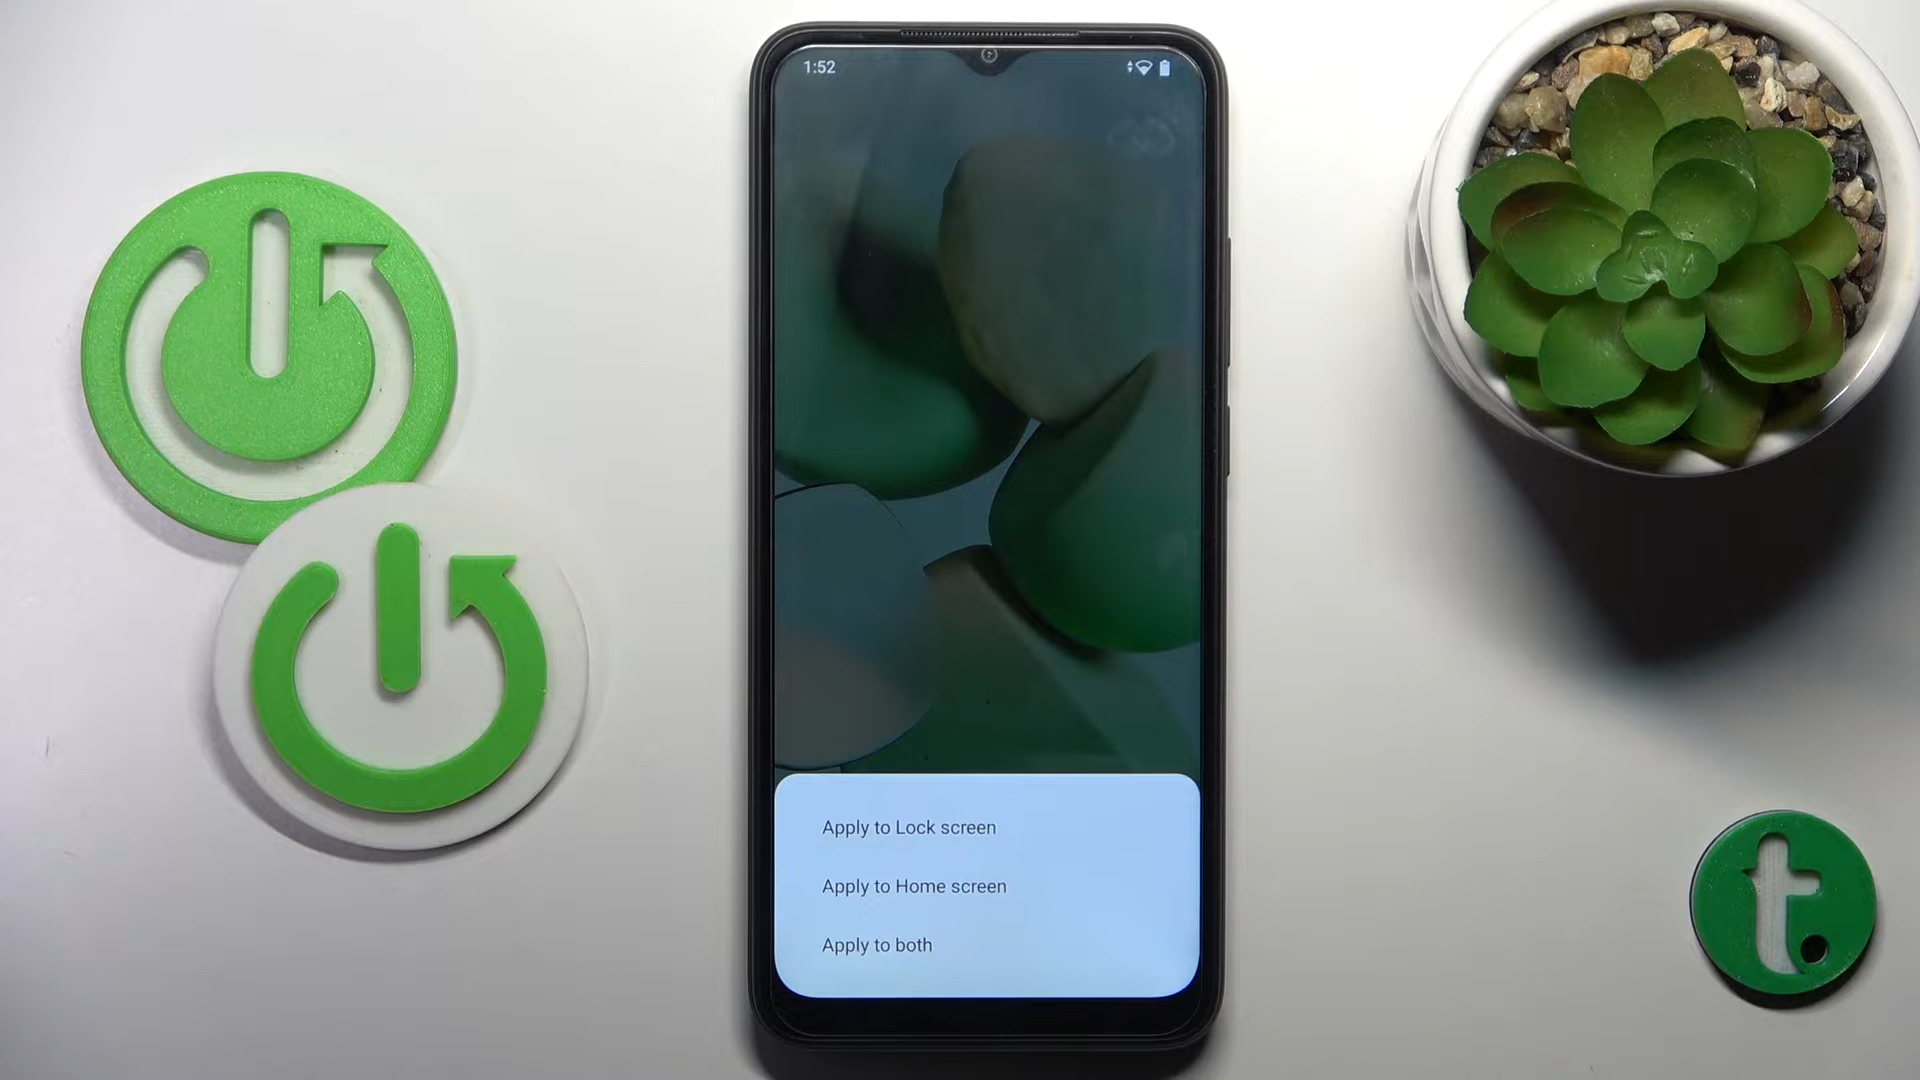 1:52
Apply to Lock screen
Apply to Home screen
Apply to both
t.